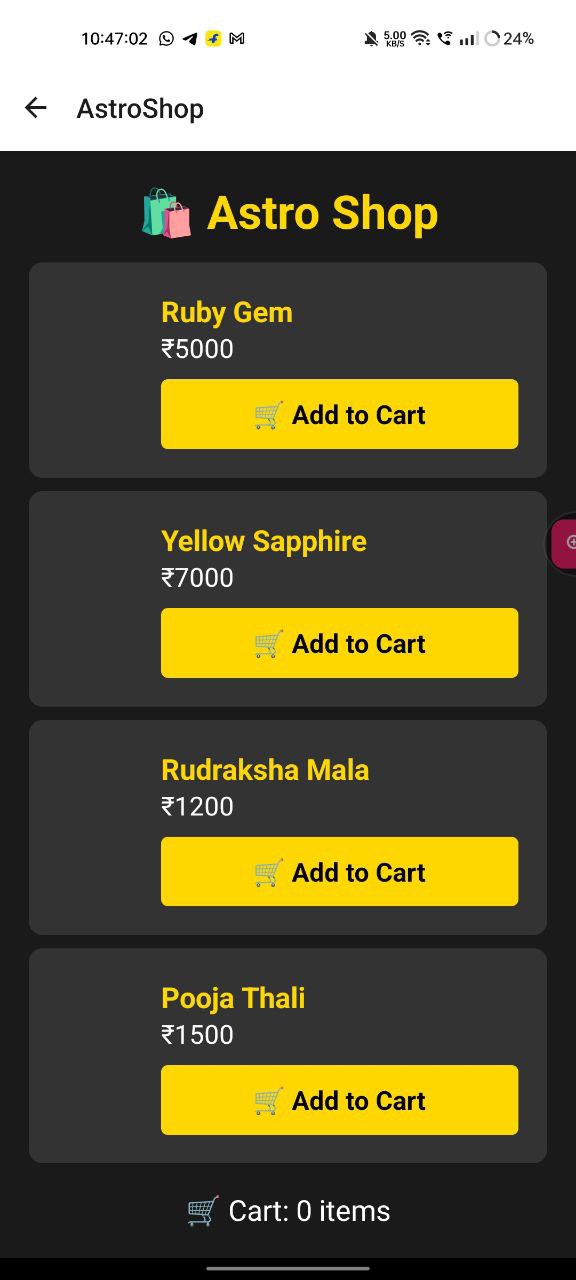 10:47:02 5.00 KB/S 24%
AstroShop
Astro Shop
Ruby Gem
₹5000
Add to Cart
Yellow Sapphire
₹7000
Add to Cart
Rudraksha Mala
₹1200
Add to Cart
Pooja Thali
₹1500
Add to Cart
Cart: 0 items